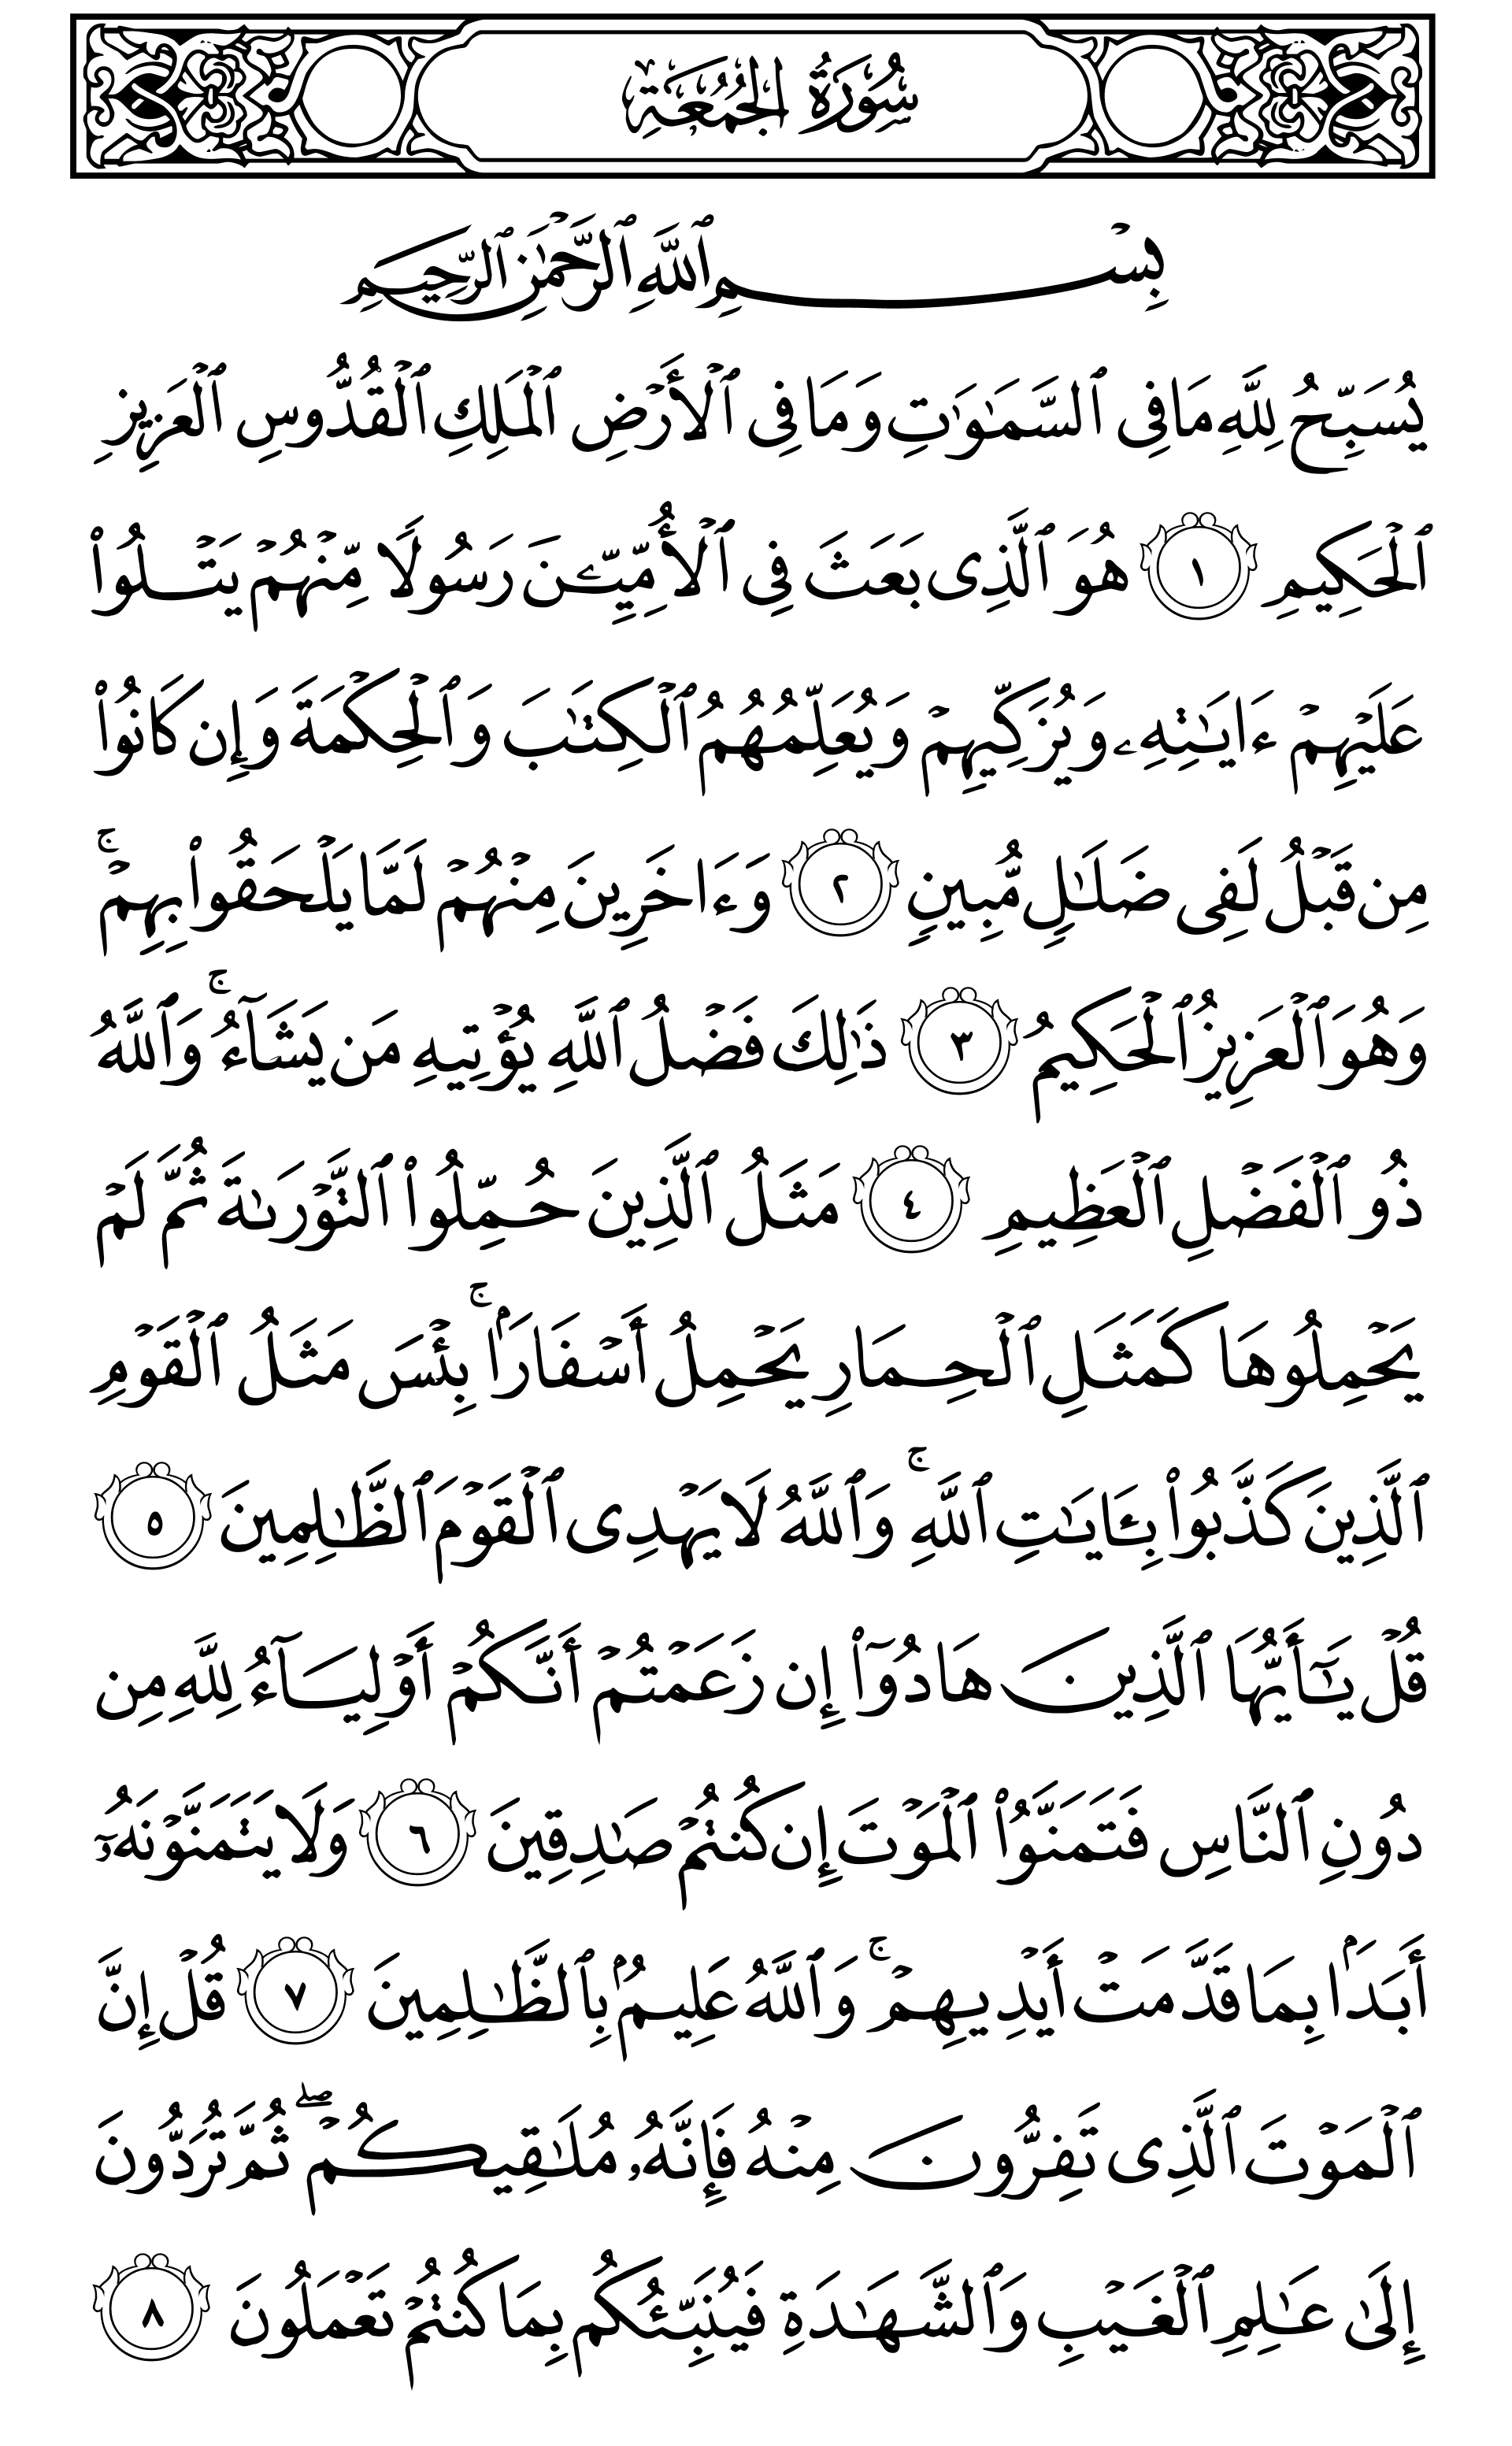 سُورَةُ الجُمُعَةِ
بِسْمِ ٱللَّهِ ٱلرَّحْمَٰنِ ٱلرَّحِيمِ
يُسَبِّحُ لِلَّهِ مَا فِى ٱلسَّمَٰوَٰتِ وَمَا فِى ٱلْأَرْضِ ٱلْمَلِكِ ٱلْقُدُّوسِ ٱلْعَزِيزِ
ٱلْحَكِيمِ ١ هُوَ ٱلَّذِى بَعَثَ فِى ٱلْأُمِّيِّـۧنَ رَسُولًا مِّنْهُمْ يَتْلُوا۟
عَلَيْهِمْ ءَايَٰتِهِۦ وَيُزَكِّيهِمْ وَيُعَلِّمُهُمُ ٱلْكِتَٰبَ وَٱلْحِكْمَةَ وَإِن كَانُوا۟
مِن قَبْلُ لَفِى ضَلَٰلٍ مُّبِينٍ ٢ وَءَاخَرِينَ مِنْهُمْ لَمَّا يَلْحَقُوا۟ بِهِمْ ۚ
وَهُوَ ٱلْعَزِيزُ ٱلْحَكِيمُ ٣ ذَٰلِكَ فَضْلُ ٱللَّهِ يُؤْتِيهِ مَن يَشَآءُ ۚ وَٱللَّهُ
ذُو ٱلْفَضْلِ ٱلْعَظِيمِ ٤ مَثَلُ ٱلَّذِينَ حُمِّلُوا۟ ٱلتَّوْرَىٰةَ ثُمَّ لَمْ
يَحْمِلُوهَا كَمَثَلِ ٱلْحِمَارِ يَحْمِلُ أَسْفَارًۢا ۚ بِئْسَ مَثَلُ ٱلْقَوْمِ
ٱلَّذِينَ كَذَّبُوا۟ بِـَٔايَٰتِ ٱللَّهِ ۚ وَٱللَّهُ لَا يَهْدِى ٱلْقَوْمَ ٱلظَّٰلِمِينَ ٥
قُلْ يَٰٓأَيُّهَا ٱلَّذِينَ هَادُوٓا۟ إِن زَعَمْتُمْ أَنَّكُمْ أَوْلِيَآءُ لِلَّهِ مِن
دُونِ ٱلنَّاسِ فَتَمَنَّوُا۟ ٱلْمَوْتَ إِن كُنتُمْ صَٰدِقِينَ ٦ وَلَا يَتَمَنَّوْنَهُۥٓ
أَبَدًۢا بِمَا قَدَّمَتْ أَيْدِيهِمْ ۚ وَٱللَّهُ عَلِيمٌۢ بِٱلظَّٰلِمِينَ ٧ قُلْ إِنَّ
ٱلْمَوْتَ ٱلَّذِى تَفِرُّونَ مِنْهُ فَإِنَّهُۥ مُلَٰقِيكُمْ ۖ ثُمَّ تُرَدُّونَ
إِلَىٰ عَٰلِمِ ٱلْغَيْبِ وَٱلشَّهَٰدَةِ فَيُنَبِّئُكُم بِمَا كُنتُمْ تَعْمَلُونَ ٨